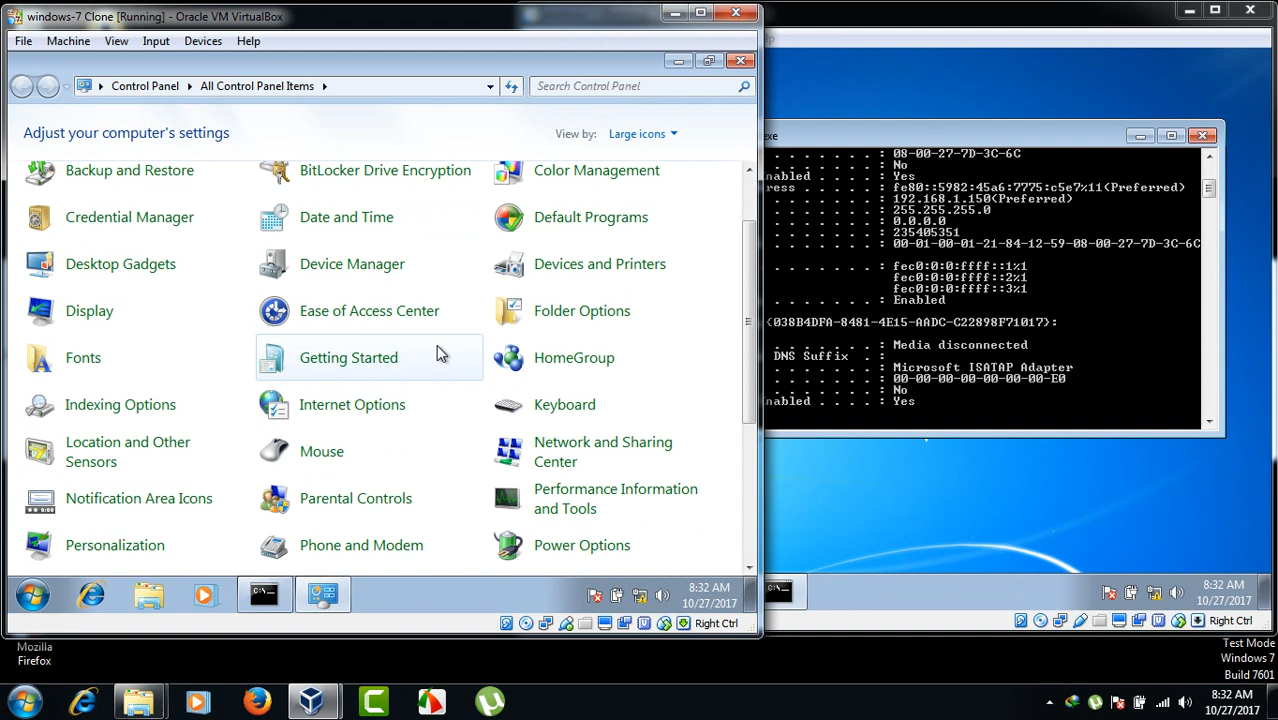 windows-7 Clone [Running] - Oracle VM VirtualBox
File Machine View Input Devices Help
Control Panel All Control Panel Items
Search Control Panel
Adjust your computer's settings
View by: Large icons
Backup and Restore BitLocker Drive Encryption Color Management
Credential Manager Date and Time Default Programs
Desktop Gadgets Device Manager Devices and Printers
Display Ease of Access Center Folder Options
Fonts Getting Started HomeGroup
Indexing Options Internet Options Keyboard
Location and Other
Sensors
Mouse
Network and Sharing
Center
Notification Area Icons Parental Controls
Performance Information
and Tools
Personalization Phone and Modem Power Options
8:32 AM
10/27/2017
Right Ctrl
exe
. . . . . . . : 08-00-27-7D-3C-6C
. . . . . . . : No
nabled . . . . : Yes
ress . . . . . : fe80::5982:45a6:7775:c5e7%11(Preferred)
. . . . . . . : 192.168.1.150(Preferred)
. . . . . . . : 255.255.255.0
. . . . . . . : 0.0.0.0
. . . . . . . : 235405351
. . . . . . . : 00-01-00-01-21-84-12-59-08-00-27-7D-3C-6C
. . . . . . . : fec0:0:0:ffff::1%1
fec0:0:0:ffff::2%1
fec0:0:0:ffff::3%1
. . . . . . . : Enabled
{038B4DFA-8481-4E15-AADC-C22898F71017}:
. . . . . . . : Media disconnected
DNS Suffix . :
. . . . . . . : Microsoft ISATAP Adapter
. . . . . . . : 00-00-00-00-00-00-00-E0
. . . . . . . : No
nabled . . . . : Yes
8:32 AM
10/27/2017
Right Ctrl
Mozilla
Firefox
Test Mode
Windows 7
Build 7601
8:32 AM
10/27/2017